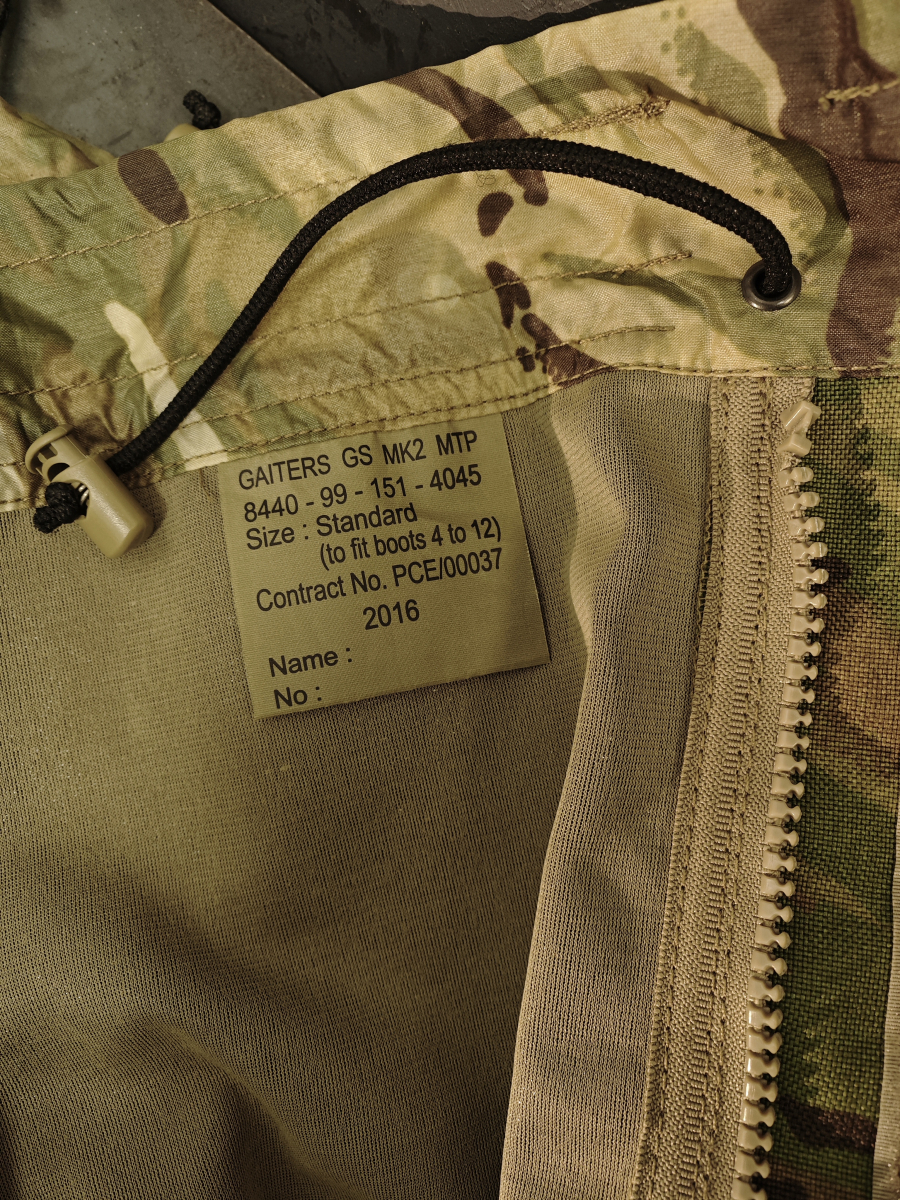 GAITERS GS MK2 MTP
8440 - 99 - 151 - 4045
Size : Standard
(to fit boots 4 to 12)
Contract No. PCE/00037
2016
Name :
No :